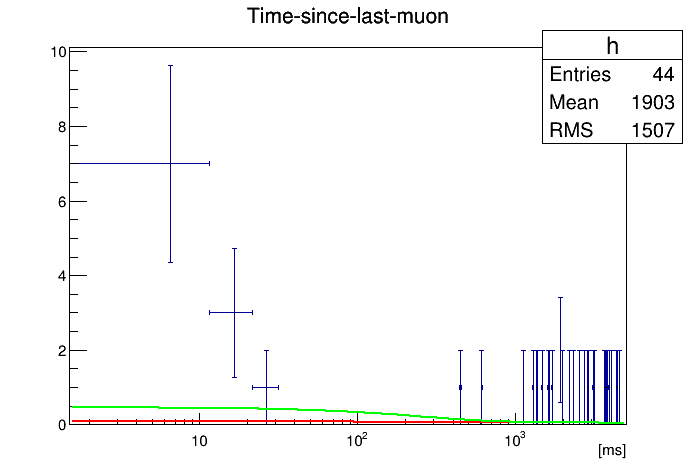 Time-since-last-muon
h
Entries 44
Mean 1903
RMS 1507
10
8
6
4
2
0
10 10² 10³
[ms]